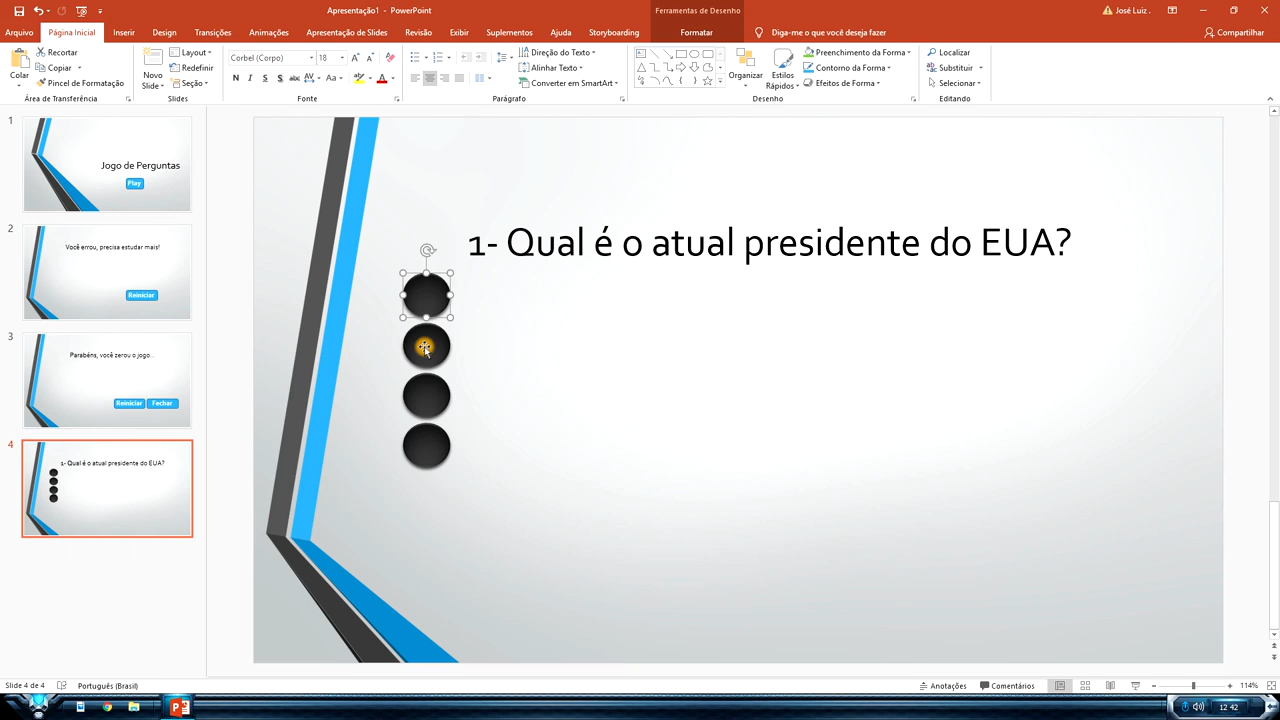 Apresentação1 - PowerPoint
Ferramentas de Desenho
José Luiz .
Arquivo Página Inicial Inserir Design Transições Animações Apresentação de Slides Revisão Exibir Suplementos Ajuda Storyboarding Formatar Diga-me o que você deseja fazer Compartilhar
Colar
Recortar
Copiar
Pincel de Formatação
Área de Transferência
Novo Slide
Layout
Redefinir
Seção
Slides
Corbel (Corpo) 18
N I S S abc AV Aa A
Fonte
Direção do Texto
Alinhar Texto
Converter em SmartArt
Parágrafo
Organizar
Estilos Rápidos
Preenchimento da Forma
Contorno da Forma
Efeitos de Forma
Desenho
Localizar
Substituir
Selecionar
Editando
1
Jogo de Perguntas
Play
2
Você errou, precisa estudar mais!
Reiniciar
3
Parabéns, você zerou o jogo...
Reiniciar Fechar
4
1- Qual é o atual presidente do EUA?
1- Qual é o atual presidente do EUA?
Slide 4 de 4 Português (Brasil) Anotações Comentários 114%
12 42